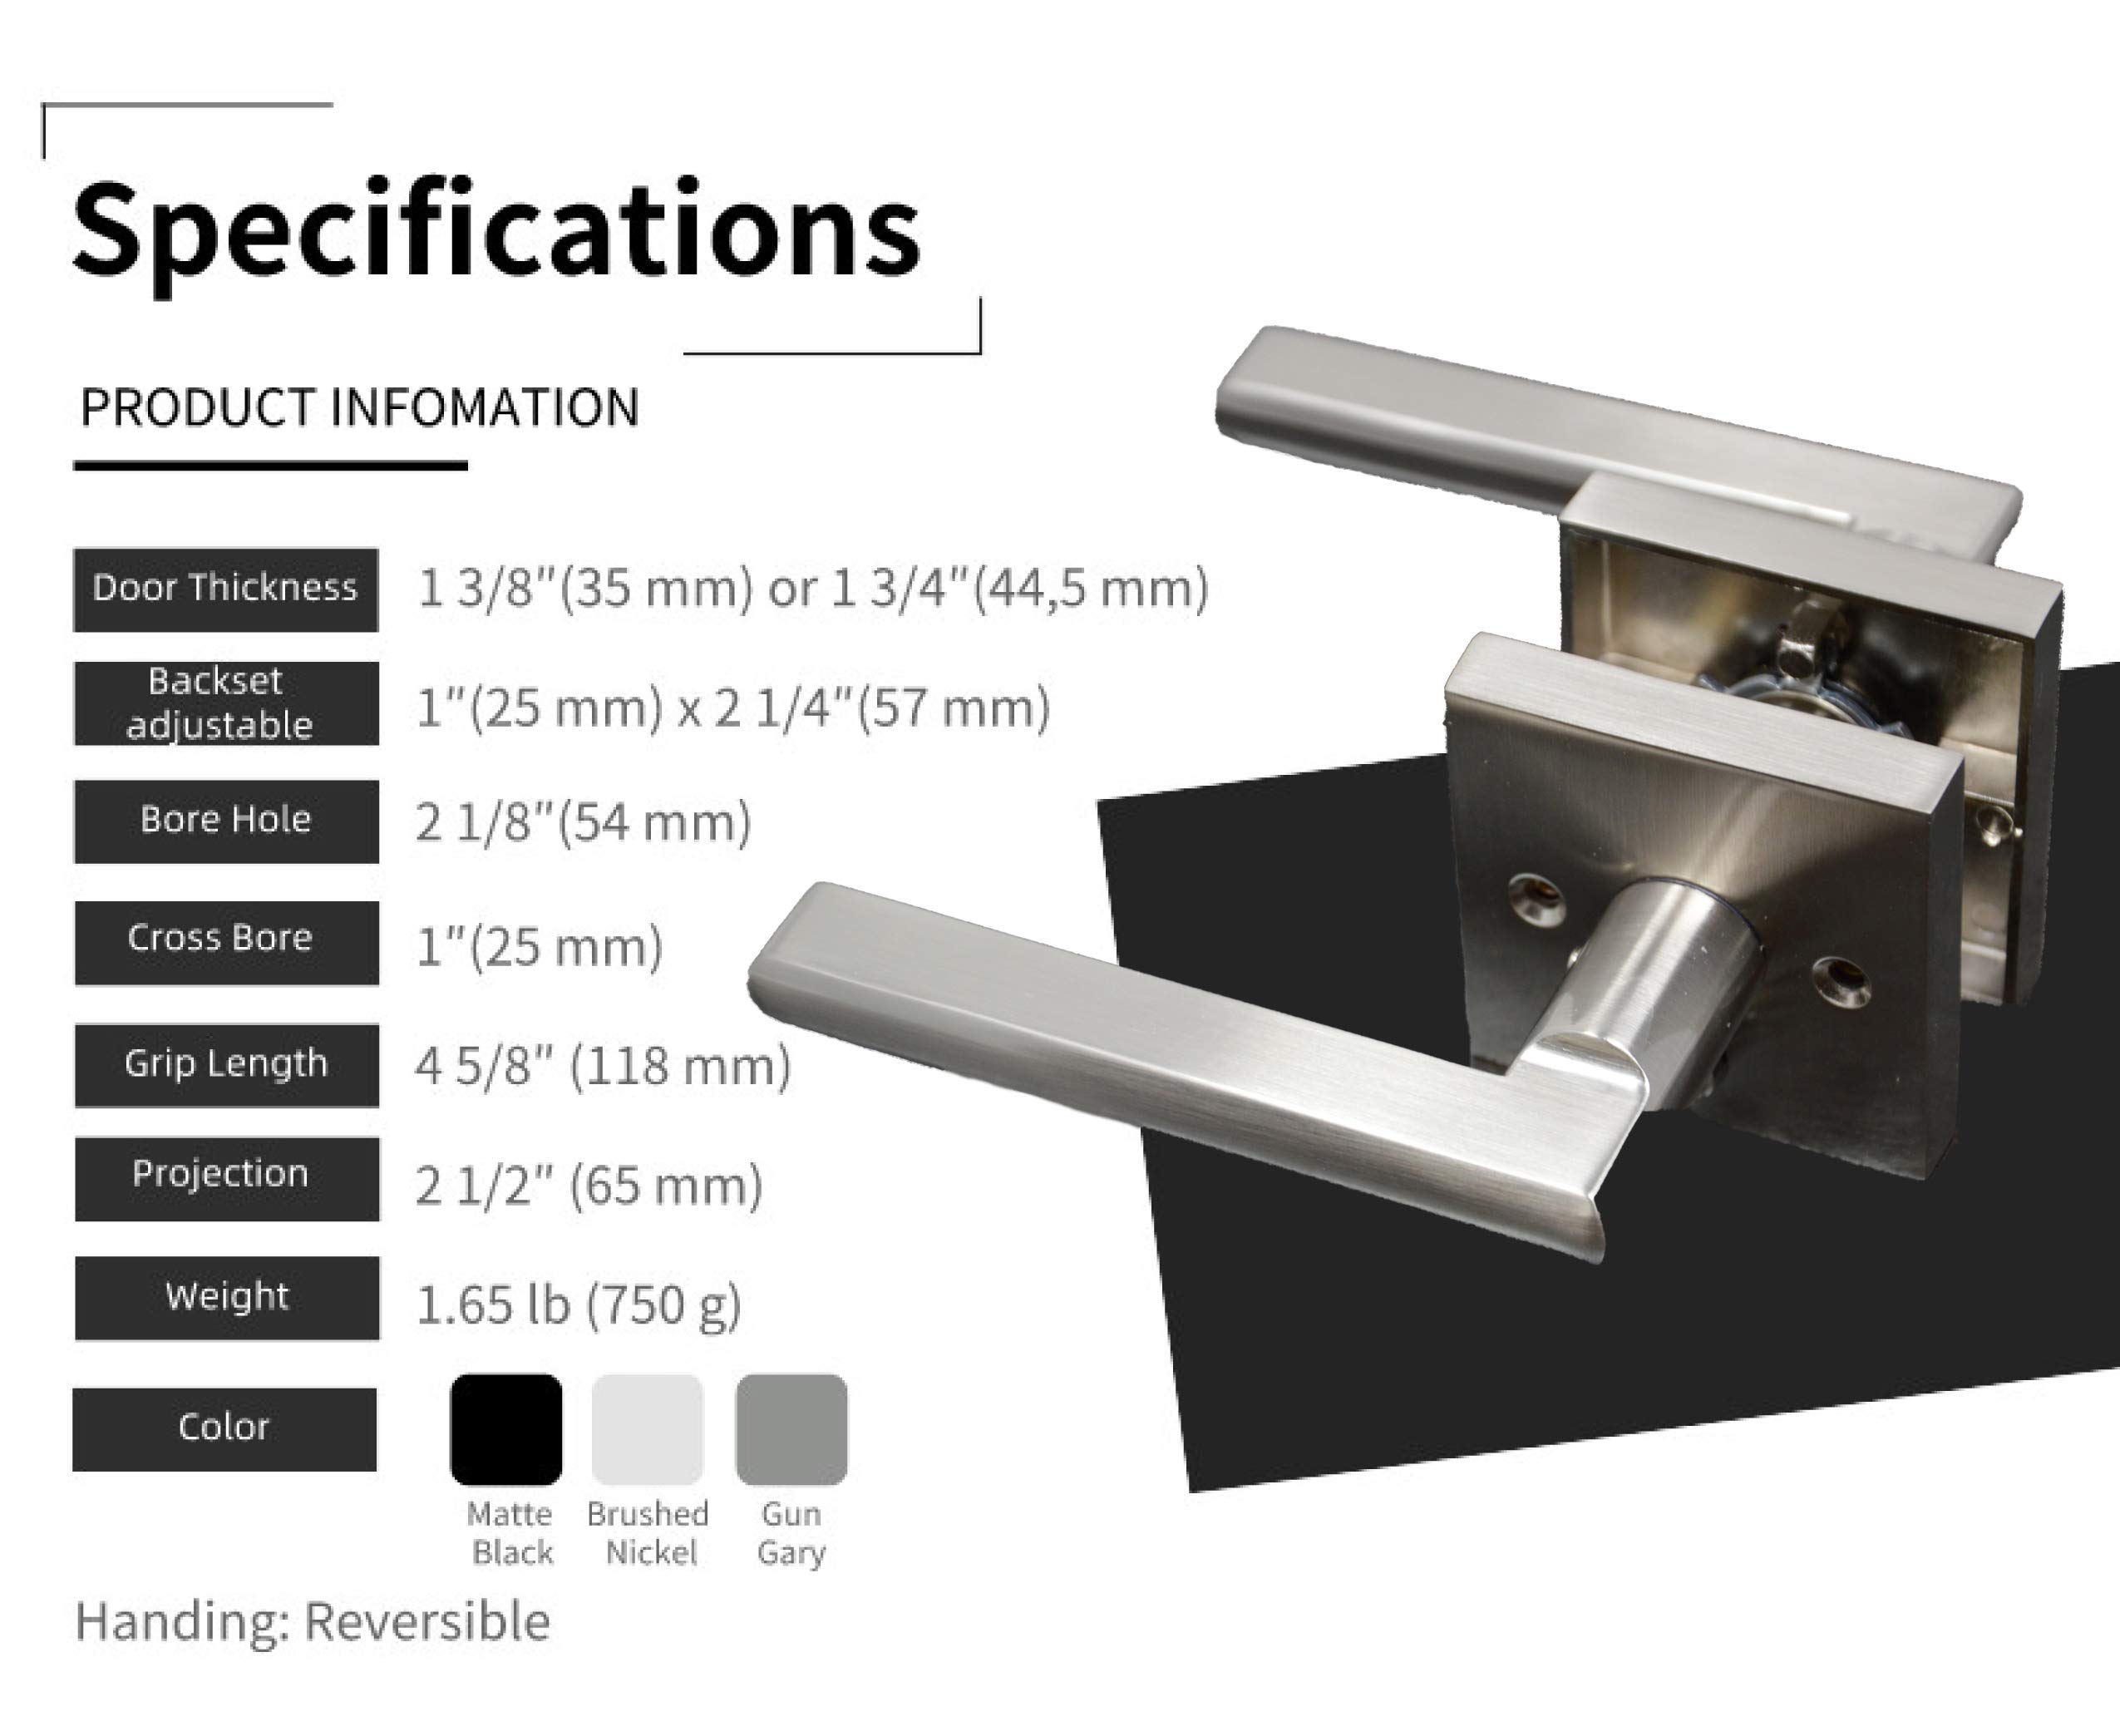 Specifications
PRODUCT INFOMATION
Door Thickness
1 3/8"(35 mm) or 1 3/4"(44,5 mm)
Backset
adjustable
1"(25 mm) x 2 1/4"(57 mm)
Bore Hole
2 1/8"(54 mm)
Cross Bore
1"(25 mm)
Grip Length
4 5/8" (118 mm)
Projection
2 1/2" (65 mm)
Weight
1.65 lb (750 g)
Color
Matte
Black
Brushed
Nickel
Gun
Gary
Handing: Reversible